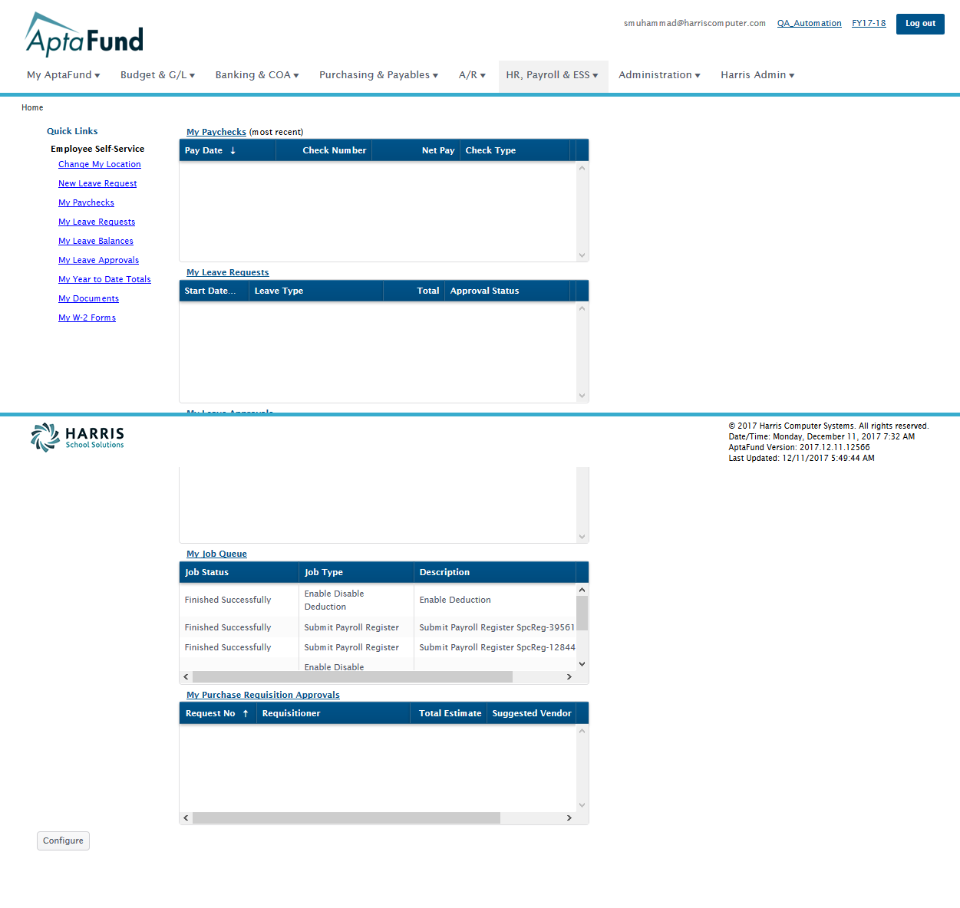 AptaFund
smuhammad@harriscomputer.com QA_Automation FY17-18 Log out
My AptaFund Budget & G/L Banking & COA Purchasing & Payables A/R HR, Payroll & ESS Administration Harris Admin
Home
Quick Links
Employee Self-Service
Change My Location
New Leave Request
My Paychecks
My Leave Requests
My Leave Balances
My Leave Approvals
My Year to Date Totals
My Documents
My W-2 Forms
My Paychecks (most recent)
Pay Date ↓ Check Number Net Pay Check Type
My Leave Requests
Start Date... Leave Type Total Approval Status
My Leave Approvals
HARRIS
School Solutions
© 2017 Harris Computer Systems. All rights reserved.
Date/Time: Monday, December 11, 2017 7:32 AM
AptaFund Version: 2017.12.11.12566
Last Updated: 12/11/2017 5:49:44 AM
My Job Queue
Job Status Job Type Description
Finished Successfully Enable Disable Deduction Enable Deduction
Finished Successfully Submit Payroll Register Submit Payroll Register SpcReg-39561
Finished Successfully Submit Payroll Register Submit Payroll Register SpcReg-12844
Enable Disable
My Purchase Requisition Approvals
Request No ↑ Requisitioner Total Estimate Suggested Vendor
Configure